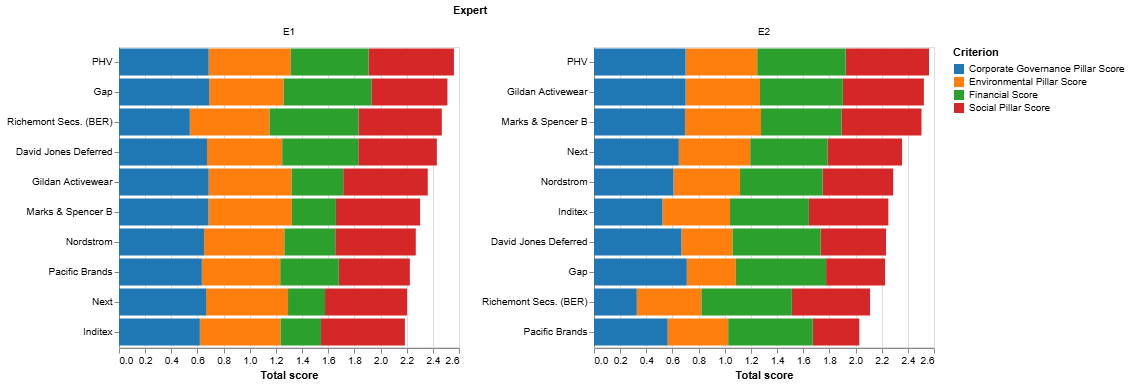 Expert
E1
PHV
Gap
Richemont Secs. (BER)
David Jones Deferred
Gildan Activewear
Marks & Spencer B
Nordstrom
Pacific Brands
Next
Inditex
0.0 0.2 0.4 0.6 0.8 1.0 1.2 1.4 1.6 1.8 2.0 2.2 2.4 2.6
Total score
E2
PHV
Gildan Activewear
Marks & Spencer B
Next
Nordstrom
Inditex
David Jones Deferred
Gap
Richemont Secs. (BER)
Pacific Brands
0.0 0.2 0.4 0.6 0.8 1.0 1.2 1.4 1.6 1.8 2.0 2.2 2.4 2.6
Total score
Criterion
Corporate Governance Pillar Score
Environmental Pillar Score
Financial Score
Social Pillar Score